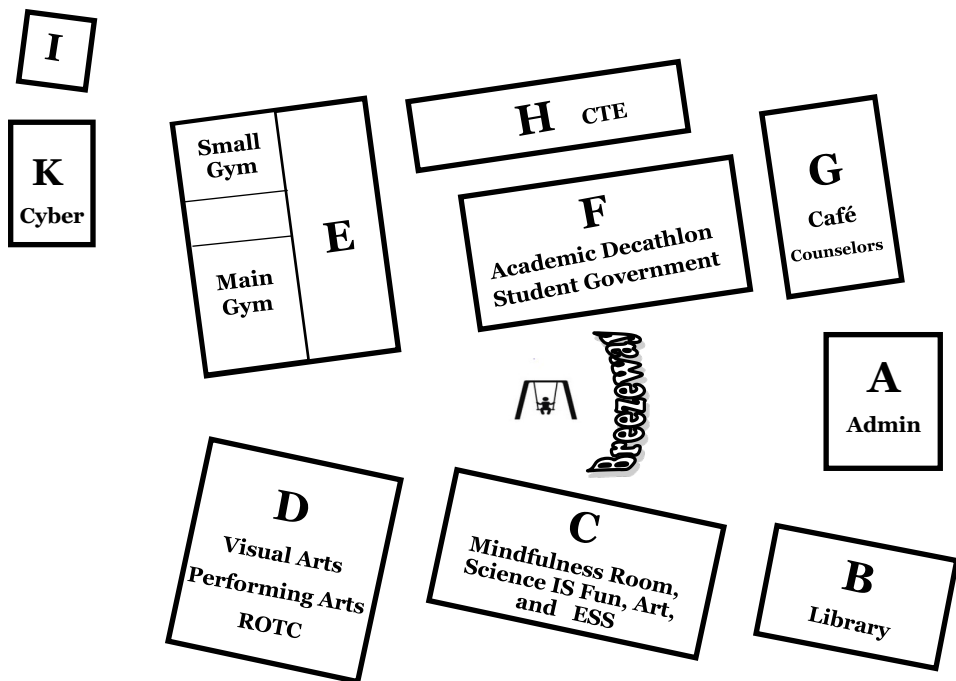 I
K
Cyber
Small
Gym
Main
Gym
E
H CTE
F
Academic Decathlon
Student Government
G
Café
Counselors
Breezeway
A
Admin
D
Visual Arts
Performing Arts
ROTC
C
Mindfulness Room,
Science IS Fun, Art,
and ESS
B
Library